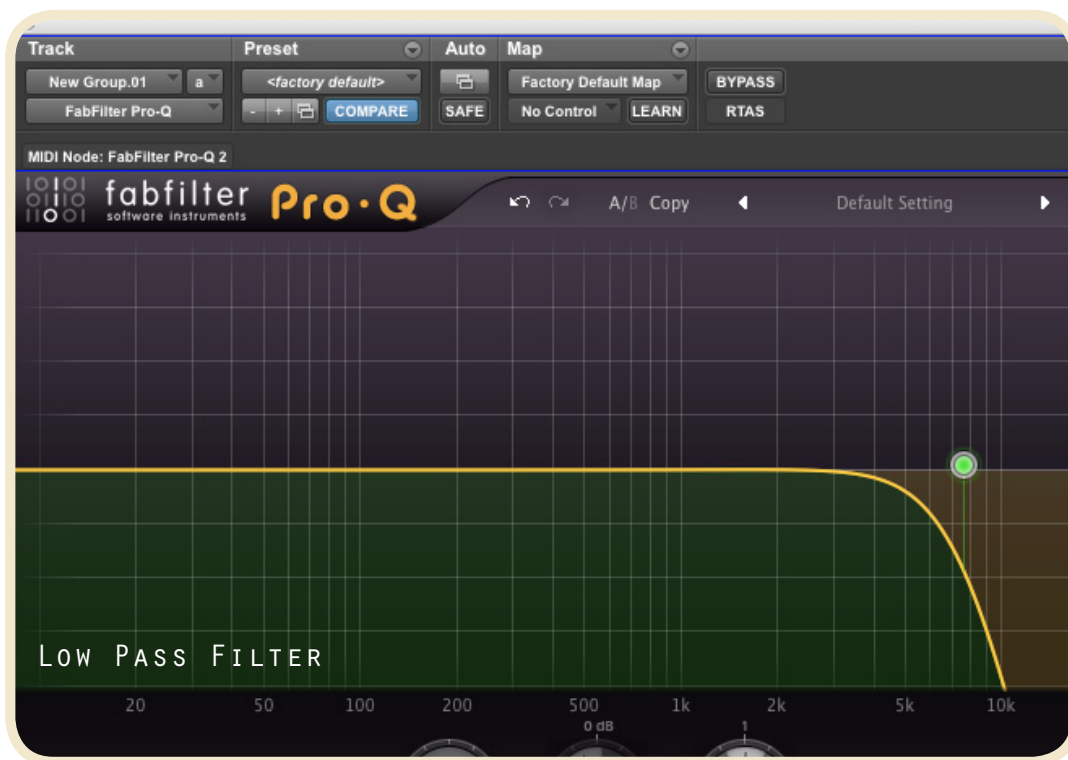 Track Preset Auto Map
New Group.01 a <factory default> Factory Default Map BYPASS
FabFilter Pro-Q - + COMPARE SAFE No Control LEARN RTAS
MIDI Node: FabFilter Pro-Q 2
fabfilter Pro·Q A/B Copy Default Setting
software instruments
Low Pass Filter
20 50 100 200 500 1k 2k 5k 10k
0 dB 1